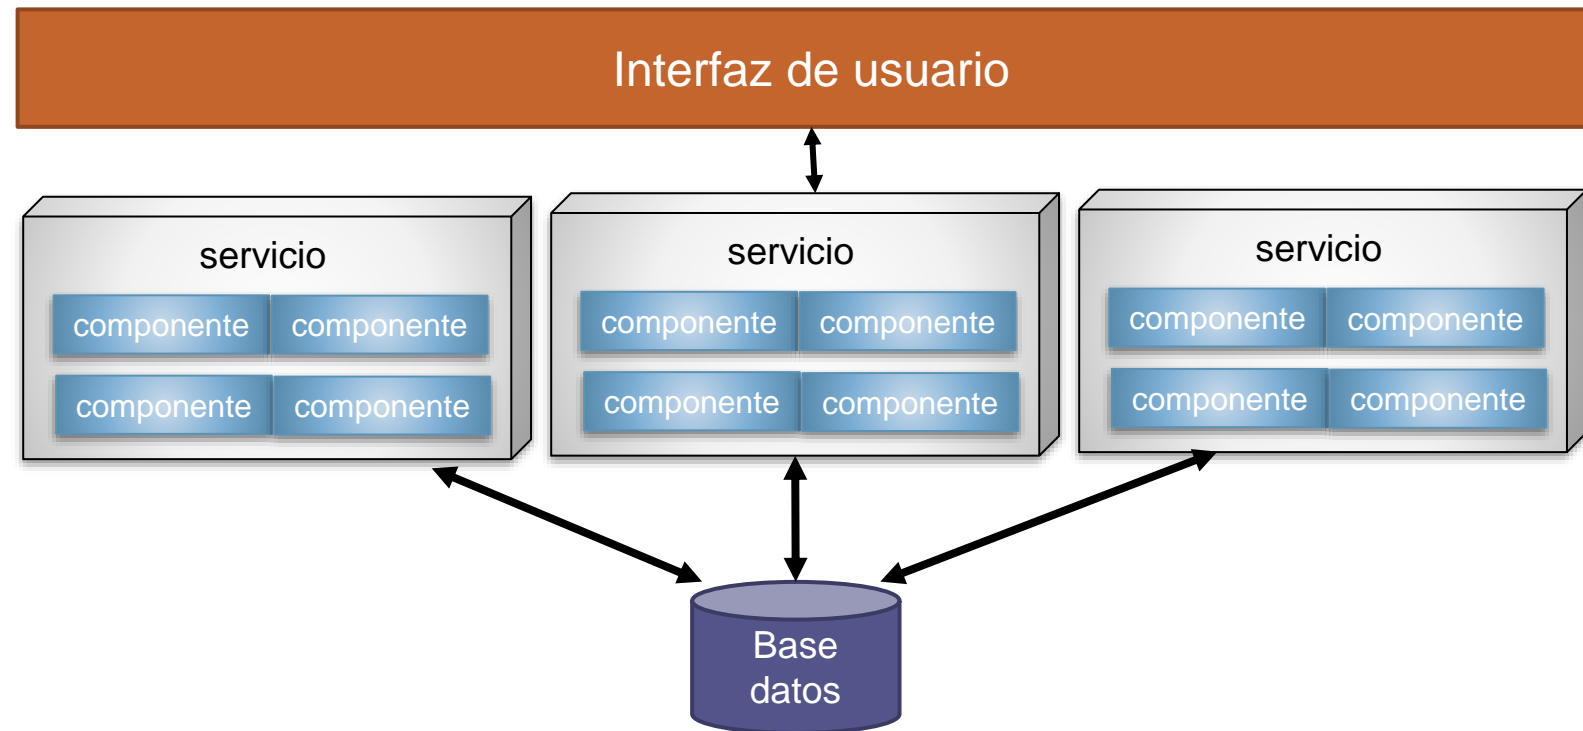 Interfaz de usuario
servicio
componente componente
componente componente
servicio
componente componente
componente componente
servicio
componente componente
componente componente
Base
datos